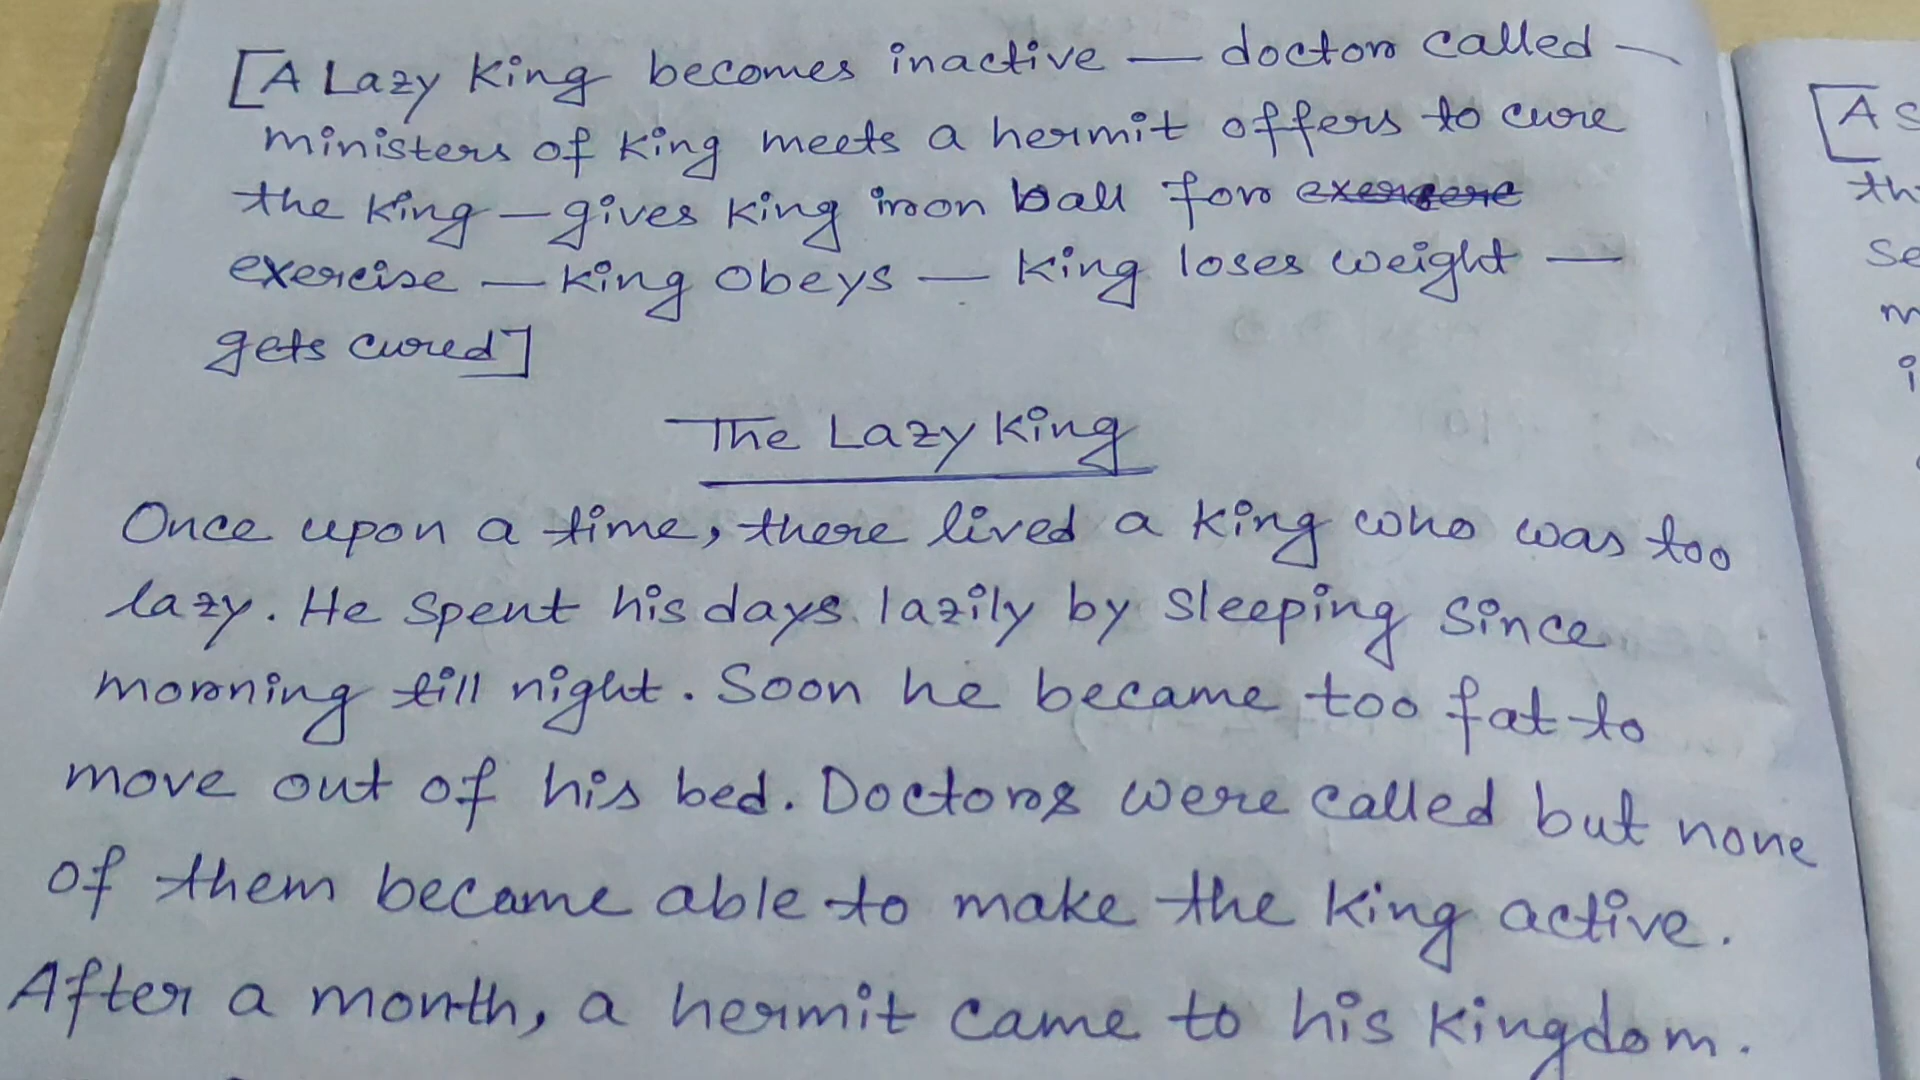 [A Lazy King becomes inactive — doctor called —
ministers of king meets a hermit offers to cure
the king — gives king iron ball for exercere
exercise — king obeys — king loses weight —
gets cured]
The Lazy King
Once upon a time, there lived a king who was too
lazy. He spent his days lazily by sleeping since
morning till night. Soon he became too fat to
move out of his bed. Doctors were called but none
of them became able to make the king active.
After a month, a hermit came to his kingdom.
[A